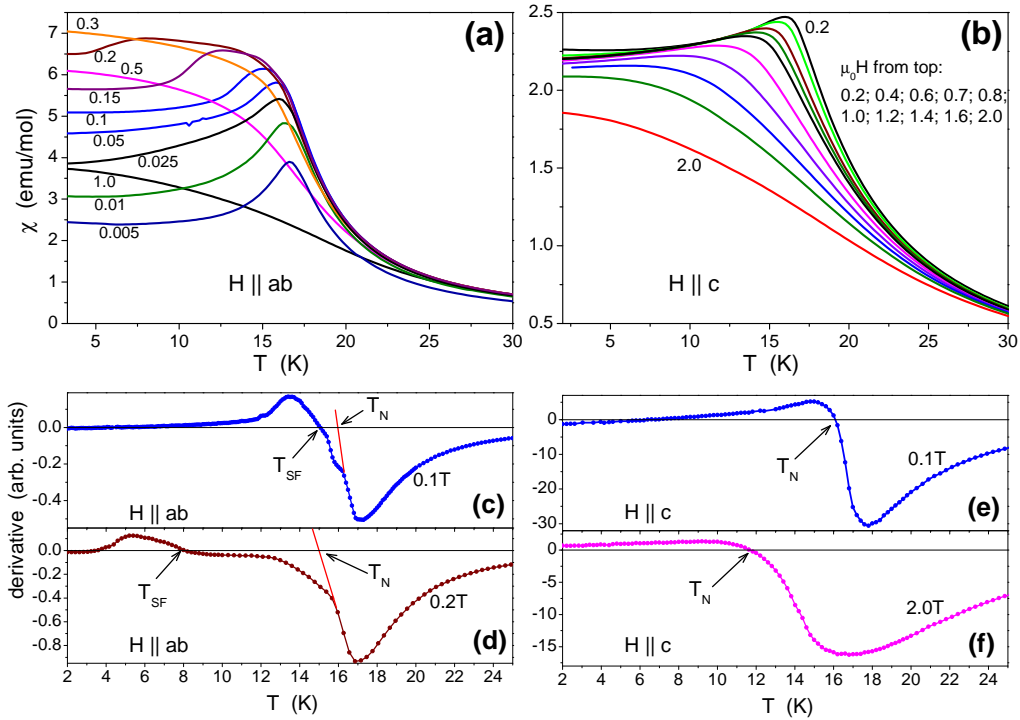 (a)
0.3
0.2
0.5
0.15
0.1
0.05
0.025
1.0
0.01
0.005
H || ab
χ (emu/mol)
7
6
5
4
3
2
1
0
5 10 15 20 25 30
T (K)
(b)
0.2
μ0H from top:
0.2; 0.4; 0.6; 0.7; 0.8;
1.0; 1.2; 1.4; 1.6; 2.0
2.0
H || c
2.5
2.0
1.5
1.0
0.5
5 10 15 20 25 30
T (K)
derivative (arb. units)
0.0
-0.2
-0.4
TN
TSF
0.1T
H || ab
(c)
0.0
-0.2
-0.4
-0.6
-0.8
TSF
TN
0.2T
H || ab
(d)
2 4 6 8 10 12 14 16 18 20 22 24
T (K)
0
-10
-20
-30
TN
0.1T
H || c
(e)
0
-5
-10
-15
TN
2.0T
H || c
(f)
2 4 6 8 10 12 14 16 18 20 22 24
T (K)